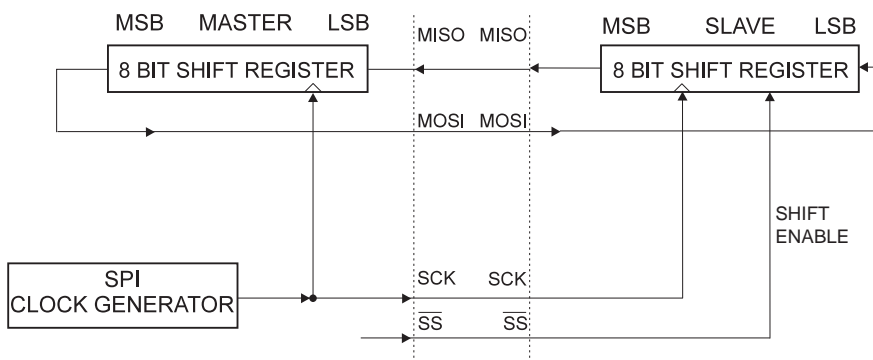 MSB MASTER LSB
MISO MISO
MSB SLAVE LSB
8 BIT SHIFT REGISTER
8 BIT SHIFT REGISTER
MOSI MOSI
SHIFT
ENABLE
SPI
CLOCK GENERATOR
SCK SCK
SS SS